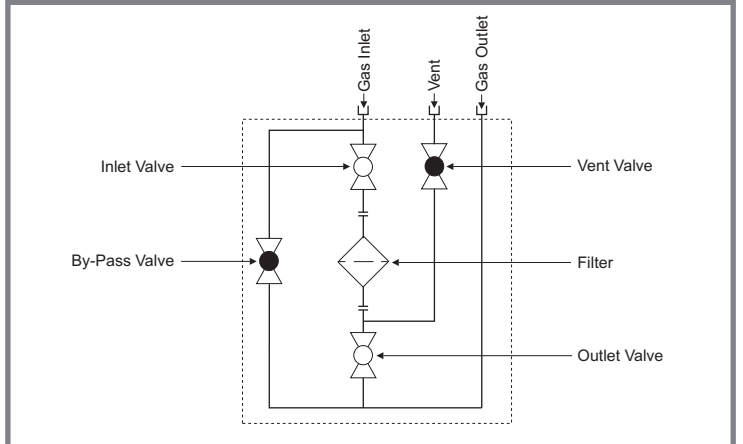 Gas Inlet
Vent
Gas Outlet
Inlet Valve
Vent Valve
By-Pass Valve
Filter
Outlet Valve